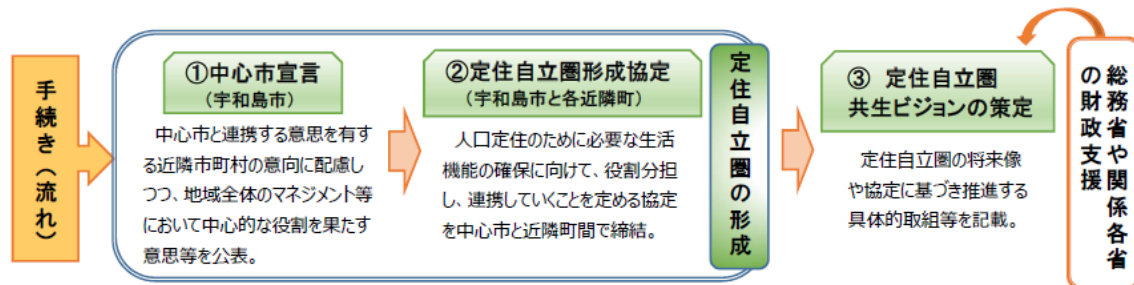 手続き（流れ）
①中心市宣言
（宇和島市）
中心市と連携する意思を有す
る近隣市町村の意向に配慮し
つつ、地域全体のマネジメント等
において中心的な役割を果たす
意思等を公表。
②定住自立圏形成協定
（宇和島市と各近隣町）
人口定住のために必要な生活
機能の確保に向けて、役割分担
し、連携していくことを定める協定
を中心市と近隣町間で締結。
定住自立圏の形成
③ 定住自立圏
共生ビジョンの策定
定住自立圏の将来像
や協定に基づき推進する
具体的取組等を記載。
総務省や関係各省
の財政支援